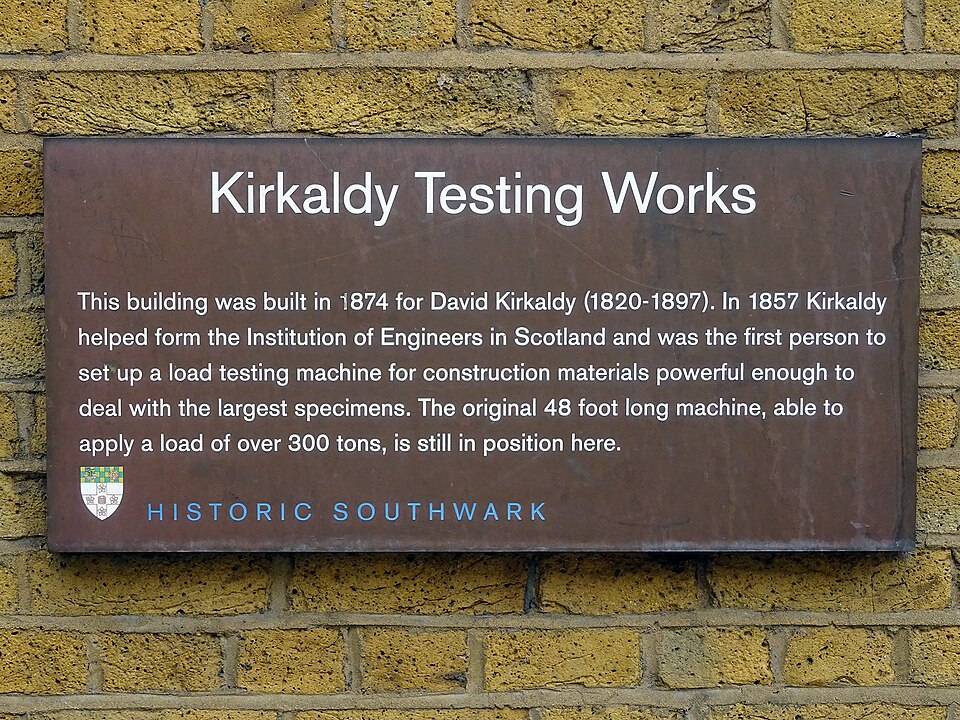 Kirkaldy Testing Works
This building was built in 1874 for David Kirkaldy (1820-1897). In 1857 Kirkaldy
helped form the Institution of Engineers in Scotland and was the first person to
set up a load testing machine for construction materials powerful enough to
deal with the largest specimens. The original 48 foot long machine, able to
apply a load of over 300 tons, is still in position here.
HISTORIC SOUTHWARK